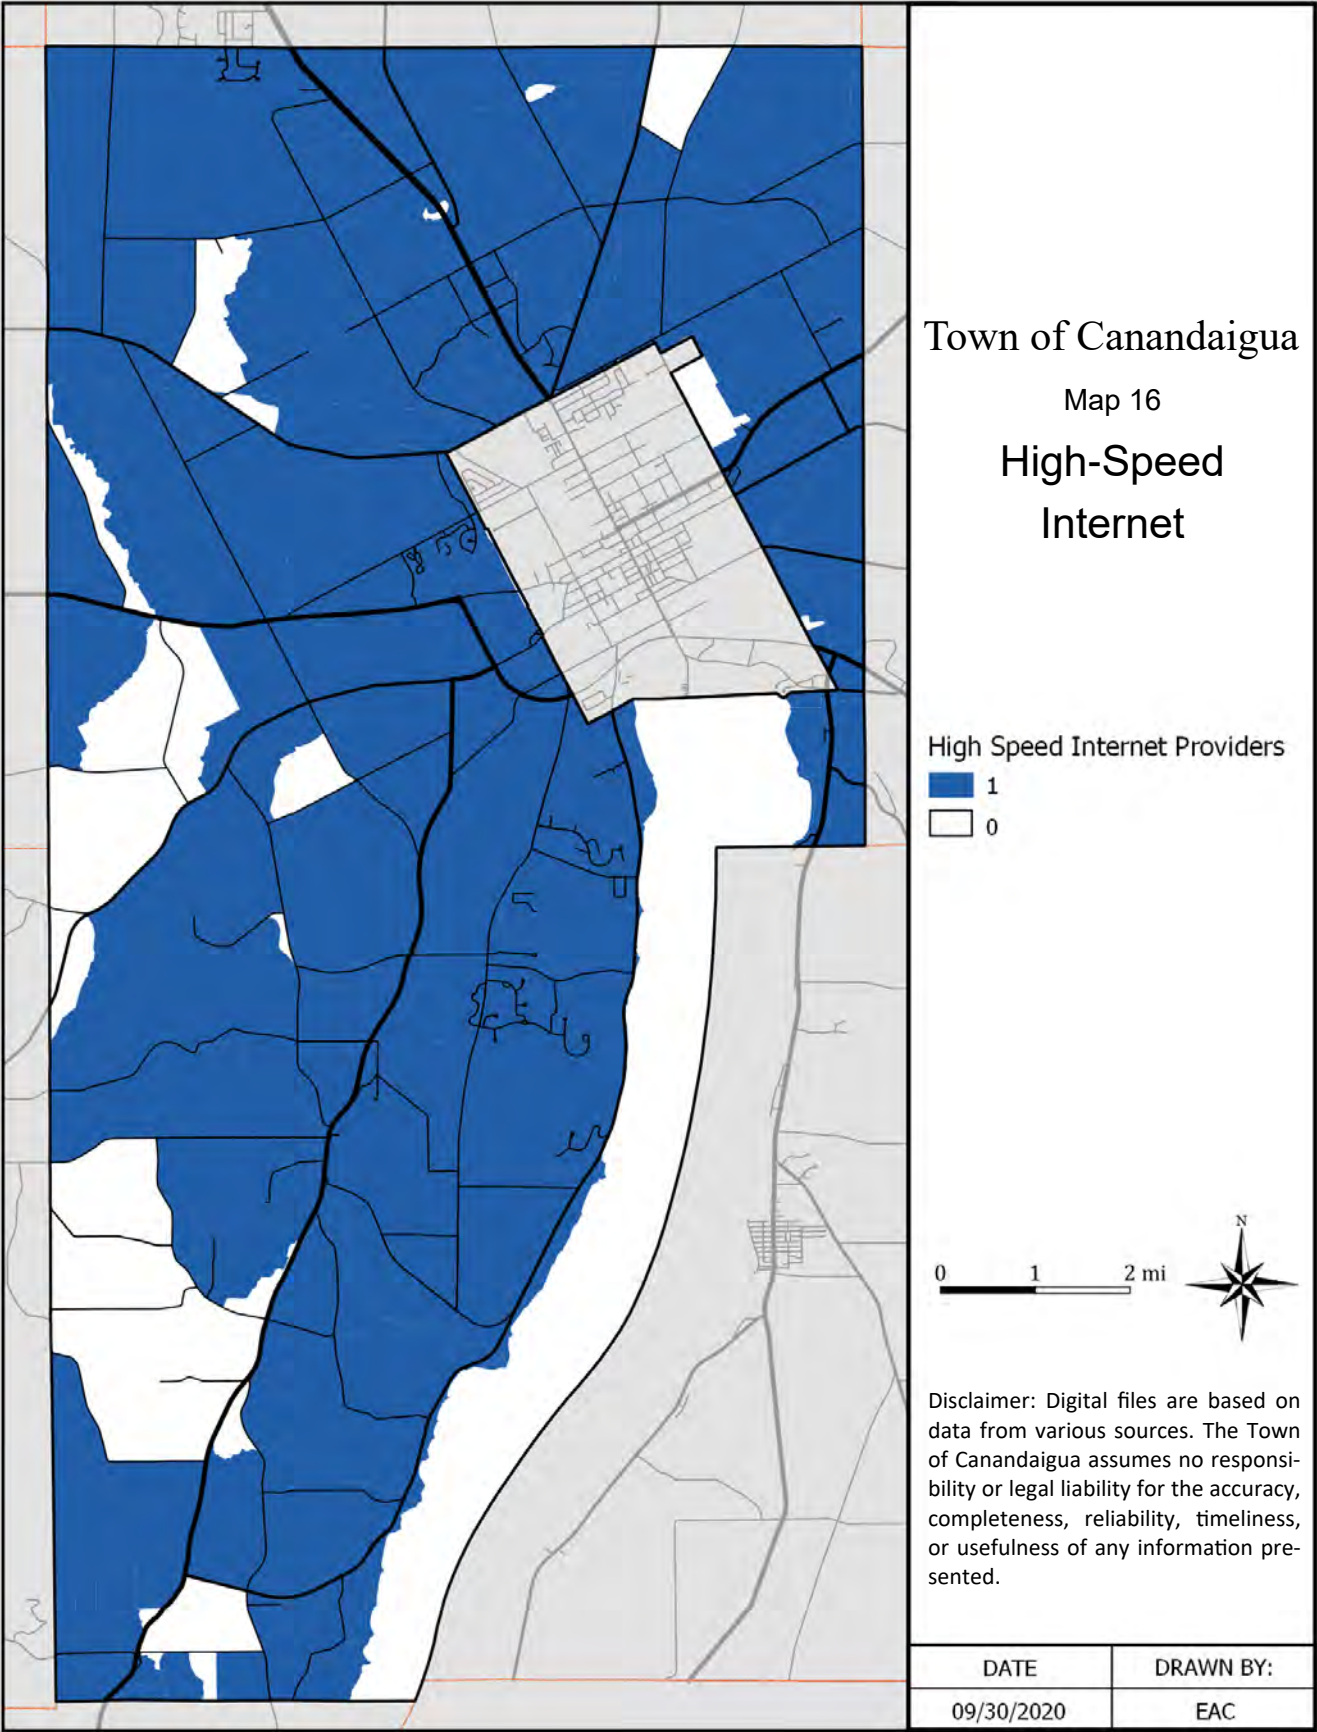 Town of Canandaigua
Map 16
High-Speed
Internet
High Speed Internet Providers
1
0
N
0 1 2 mi
Disclaimer: Digital files are based on
data from various sources. The Town
of Canandaigua assumes no responsi-
bility or legal liability for the accuracy,
completeness, reliability, timeliness,
or usefulness of any information pre-
sented.
DATE DRAWN BY:
09/30/2020 EAC